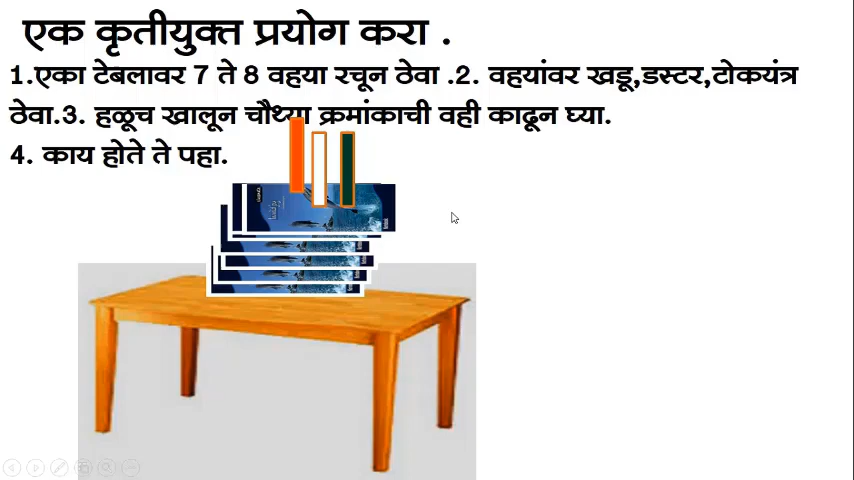 एक कृतीयुक्त प्रयोग करा .
1.एका टेबलावर 7 ते 8 वहया रचून ठेवा .2. वहयांवर खडू,डस्टर,टोकयंत्र
ठेवा.3. हळूच खालून चौथ्या क्रमांकाची वही काढून घ्या.
4. काय होते ते पहा.